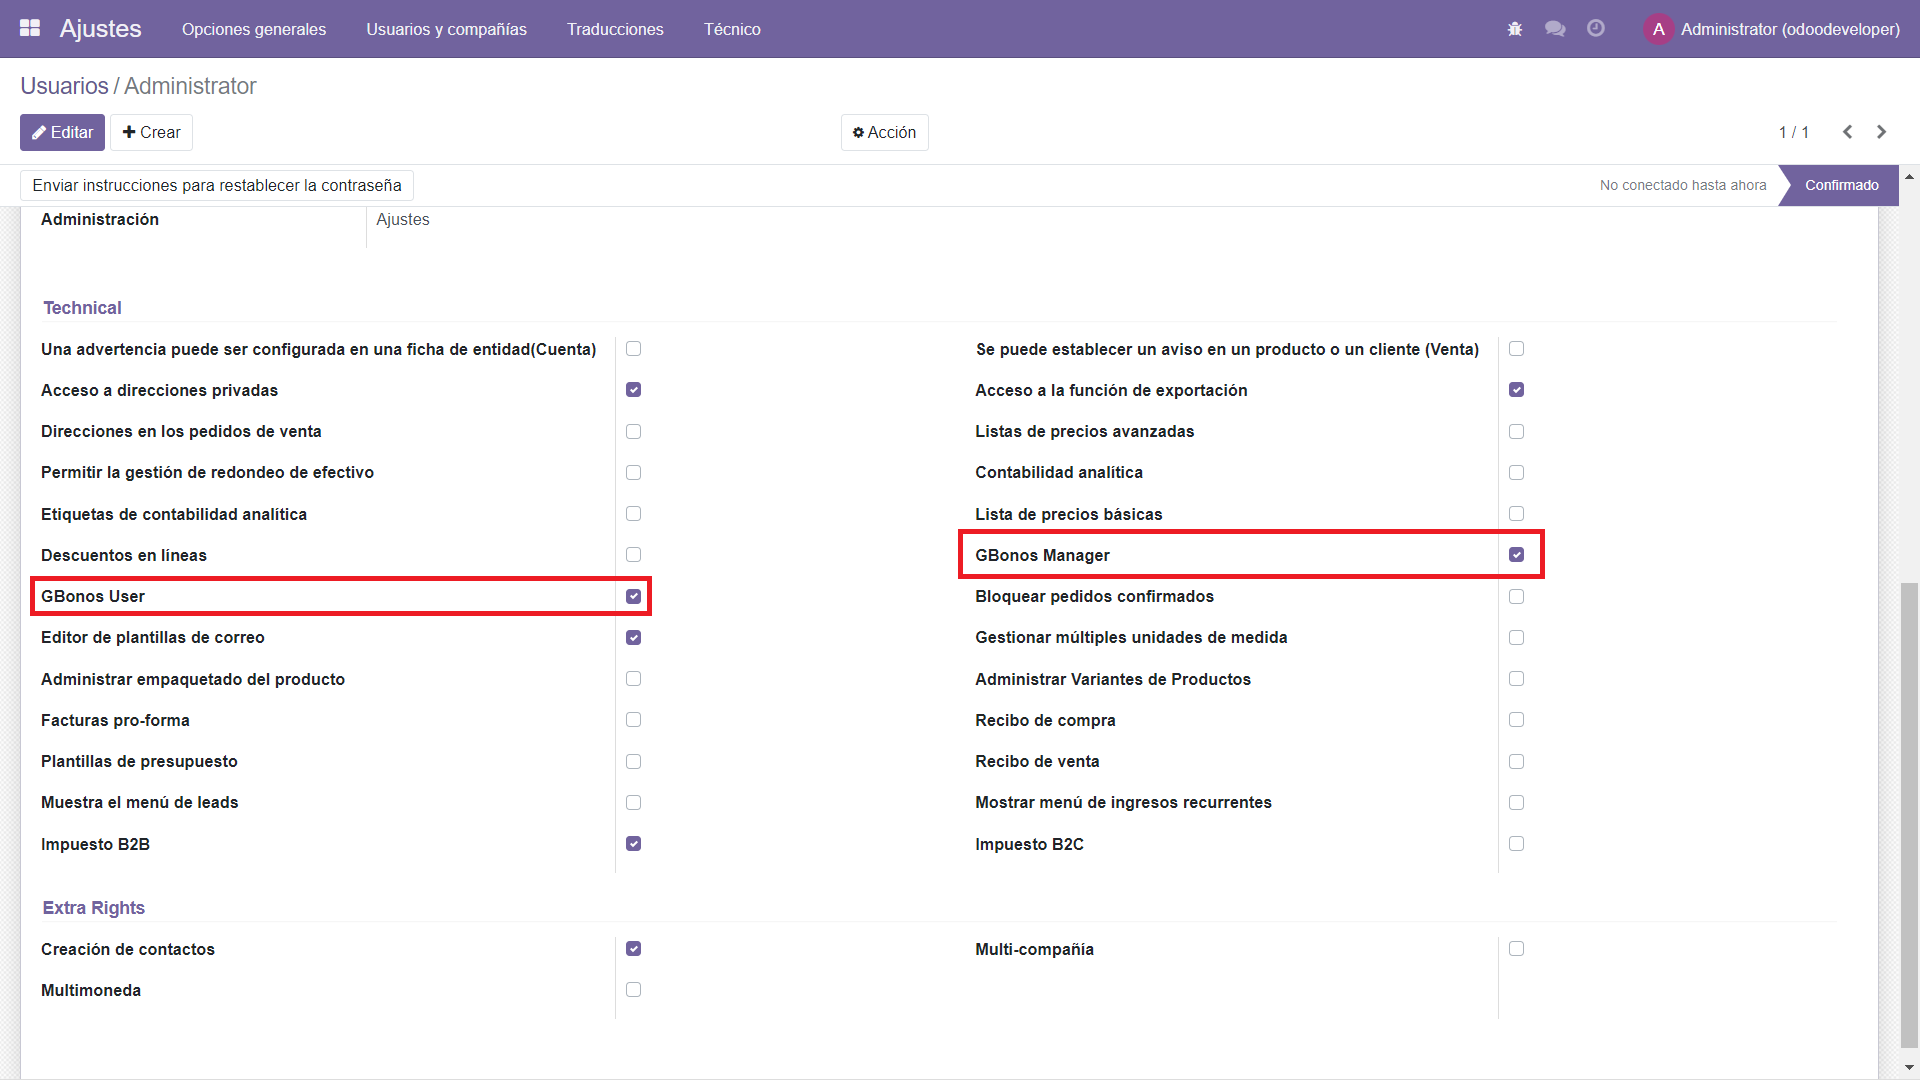 Ajustes Opciones generales Usuarios y compañías Traducciones Técnico A Administrator (odoodeveloper)
Usuarios / Administrator
Editar Crear Acción 1 / 1
Enviar instrucciones para restablecer la contraseña No conectado hasta ahora Confirmado
Administración Ajustes
Technical
Una advertencia puede ser configurada en una ficha de entidad(Cuenta) Se puede establecer un aviso en un producto o un cliente (Venta)
Acceso a direcciones privadas Acceso a la función de exportación
Direcciones en los pedidos de venta Listas de precios avanzadas
Permitir la gestión de redondeo de efectivo Contabilidad analítica
Etiquetas de contabilidad analítica Lista de precios básicas
Descuentos en líneas GBonos Manager
GBonos User Bloquear pedidos confirmados
Editor de plantillas de correo Gestionar múltiples unidades de medida
Administrar empaquetado del producto Administrar Variantes de Productos
Facturas pro-forma Recibo de compra
Plantillas de presupuesto Recibo de venta
Muestra el menú de leads Mostrar menú de ingresos recurrentes
Impuesto B2B Impuesto B2C
Extra Rights
Creación de contactos Multi-compañía
Multimoneda